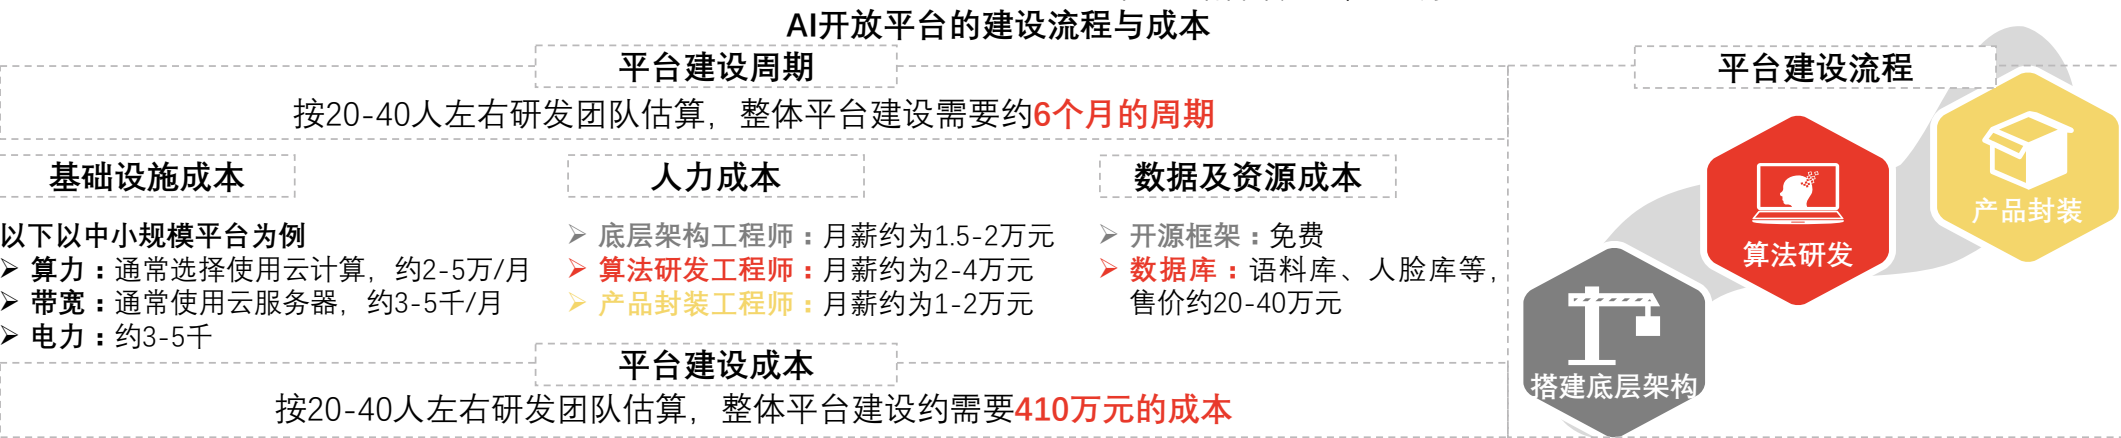 AI开放平台的建设流程与成本
平台建设周期
按20-40人左右研发团队估算，整体平台建设需要约6个月的周期
基础设施成本
以下以中小规模平台为例
➢ 算力：通常选择使用云计算，约2-5万/月
➢ 带宽：通常使用云服务器，约3-5千/月
➢ 电力：约3-5千
人力成本
➢ 底层架构工程师：月薪约为1.5-2万元
➢ 算法研发工程师：月薪约为2-4万元
➢ 产品封装工程师：月薪约为1-2万元
数据及资源成本
➢ 开源框架：免费
➢ 数据库：语料库、人脸库等，
售价约20-40万元
平台建设成本
按20-40人左右研发团队估算，整体平台建设约需要410万元的成本
平台建设流程
搭建底层架构
算法研发
产品封装